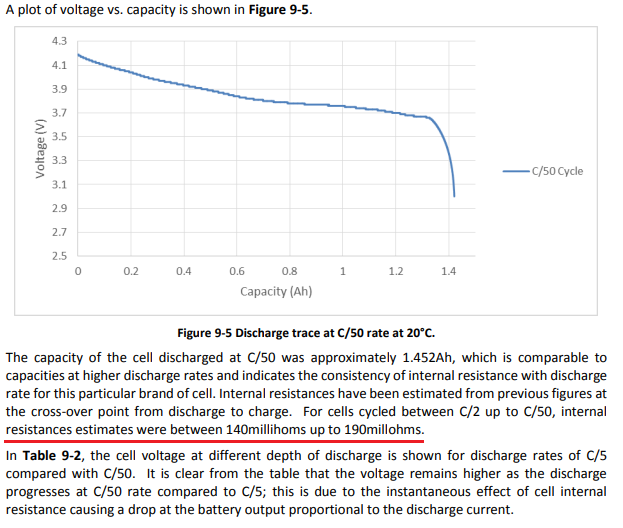 A plot of voltage vs. capacity is shown in Figure 9-5.
4.3
4.1
3.9
3.7
3.5
3.3
3.1
2.9
2.7
2.5
Voltage (V)
0
0.2
0.4
0.6
0.8
1
1.2
1.4
Capacity (Ah)
C/50 Cycle
Figure 9-5 Discharge trace at C/50 rate at 20°C.
The capacity of the cell discharged at C/50 was approximately 1.452Ah, which is comparable to
capacities at higher discharge rates and indicates the consistency of internal resistance with discharge
rate for this particular brand of cell. Internal resistances have been estimated from previous figures at
the cross-over point from discharge to charge. For cells cycled between C/2 up to C/50, internal
resistances estimates were between 140millihoms up to 190millohms.
In Table 9-2, the cell voltage at different depth of discharge is shown for discharge rates of C/5
compared with C/50. It is clear from the table that the voltage remains higher as the discharge
progresses at C/50 rate compared to C/5; this is due to the instantaneous effect of cell internal
resistance causing a drop at the battery output proportional to the discharge current.